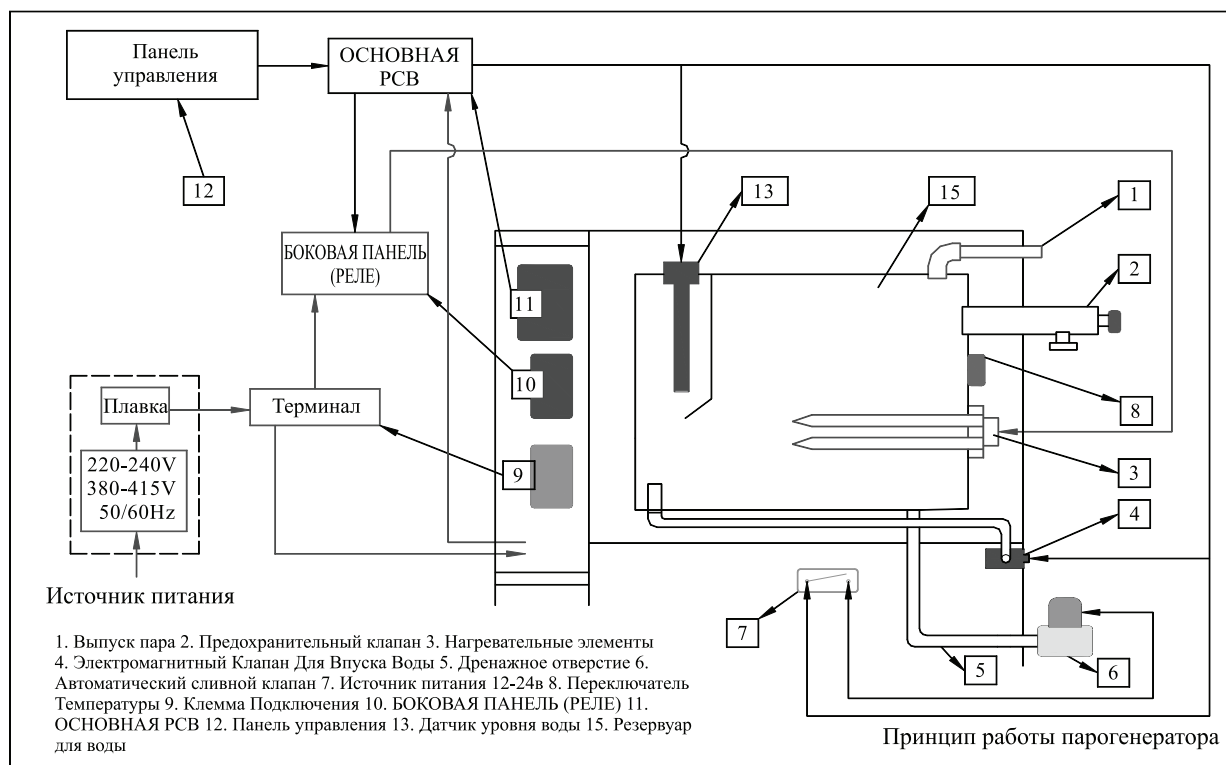 Панель
управления
ОСНОВНАЯ
PCB
12
13
15
1
БОКОВАЯ ПАНЕЛЬ
(РЕЛЕ)
2
11
10
8
Плавка
Терминал
9
3
220-240V
380-415V
50/60Hz
4
Источник питания
7
5
6
1. Выпуск пара 2. Предохранительный клапан 3. Нагревательные элементы
4. Электромагнитный Клапан Для Впуска Воды 5. Дренажное отверстие 6.
Автоматический сливной клапан 7. Источник питания 12-24в 8. Переключатель
Температуры 9. Клемма Подключения 10. БОКОВАЯ ПАНЕЛЬ (РЕЛЕ) 11.
ОСНОВНАЯ PCB 12. Панель управления 13. Датчик уровня воды 15. Резервуар
для воды
Принцип работы парогенератора